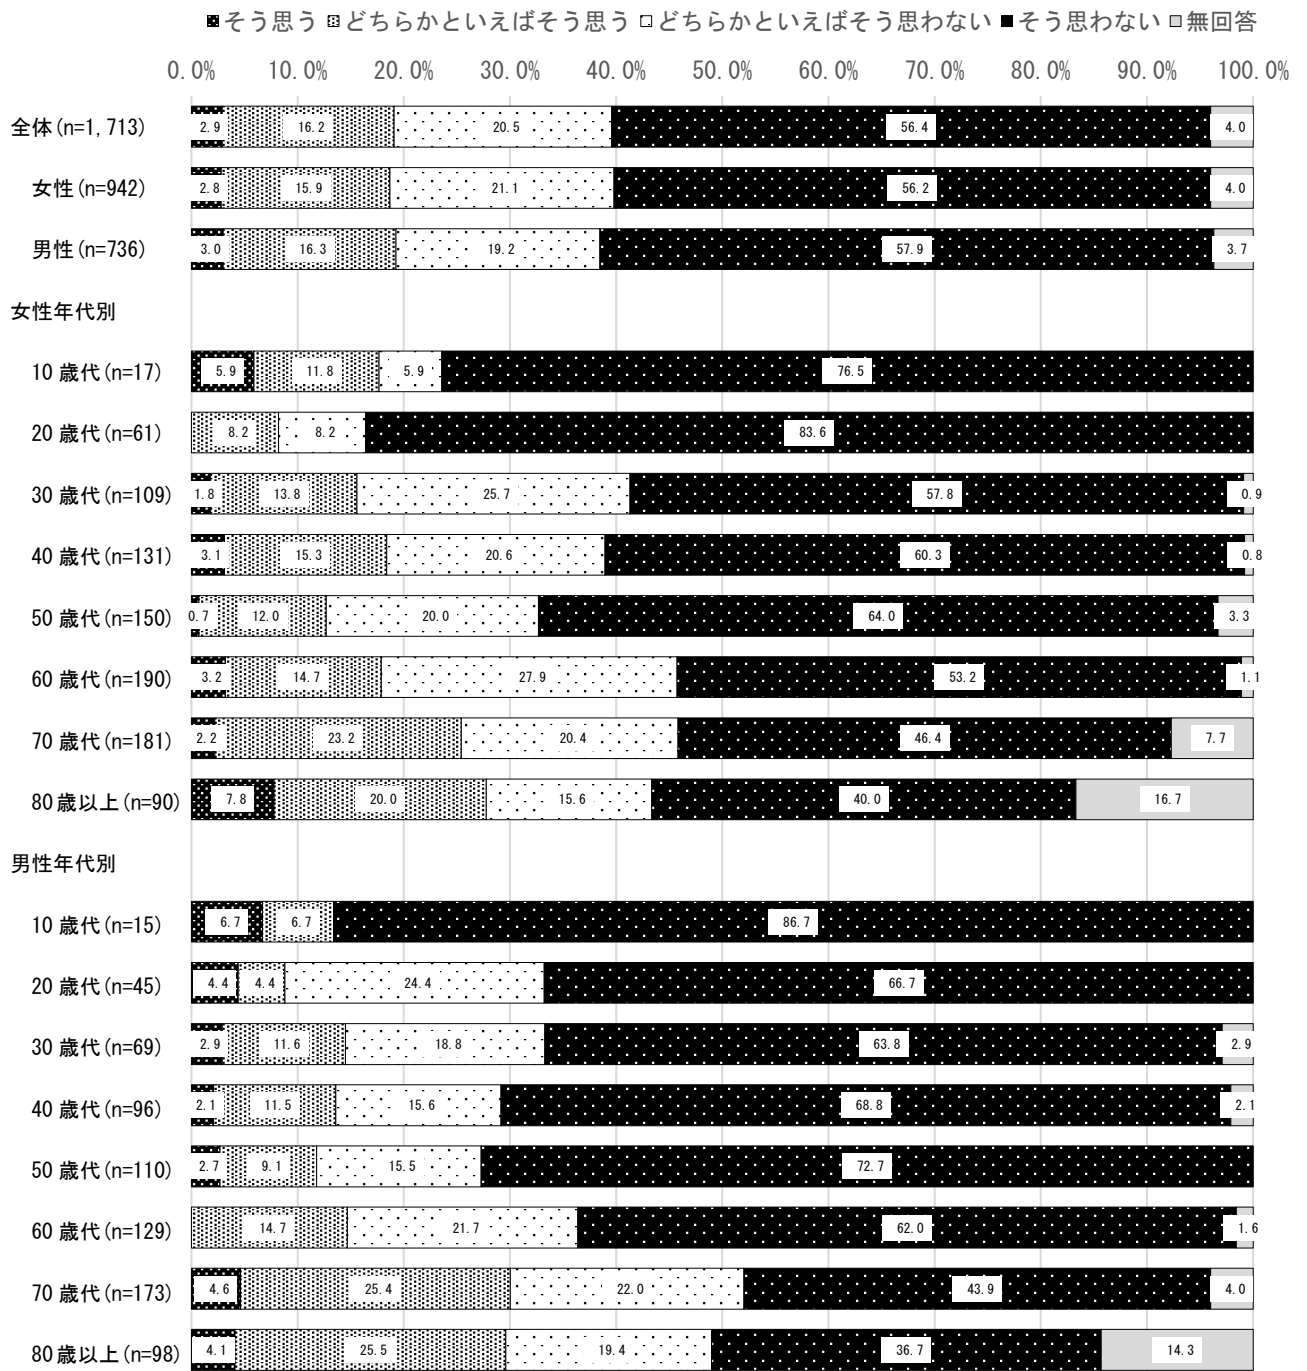 ■そう思う □どちらかといえばそう思う □どちらかといえばそう思わない ■そう思わない □無回答
0.0% 10.0% 20.0% 30.0% 40.0% 50.0% 60.0% 70.0% 80.0% 90.0% 100.0%
全体(n=1,713) 2.9 16.2 20.5 56.4 4.0
女性(n=942) 2.8 15.9 21.1 56.2 4.0
男性(n=736) 3.0 16.3 19.2 57.9 3.7
女性年代別
10歳代(n=17) 5.9 11.8 5.9 76.5
20歳代(n=61) 8.2 8.2 83.6
30歳代(n=109) 1.8 13.8 25.7 57.8 0.9
40歳代(n=131) 3.1 15.3 20.6 60.3 0.8
50歳代(n=150) 0.7 12.0 20.0 64.0 3.3
60歳代(n=190) 3.2 14.7 27.9 53.2 1.1
70歳代(n=181) 2.2 23.2 20.4 46.4 7.7
80歳以上(n=90) 7.8 20.0 15.6 40.0 16.7
男性年代別
10歳代(n=15) 6.7 6.7 86.7
20歳代(n=45) 4.4 4.4 24.4 66.7
30歳代(n=69) 2.9 11.6 18.8 63.8 2.9
40歳代(n=96) 2.1 11.5 15.6 68.8 2.1
50歳代(n=110) 2.7 9.1 15.5 72.7
60歳代(n=129) 14.7 21.7 62.0 1.6
70歳代(n=173) 4.6 25.4 22.0 43.9 4.0
80歳以上(n=98) 4.1 25.5 19.4 36.7 14.3